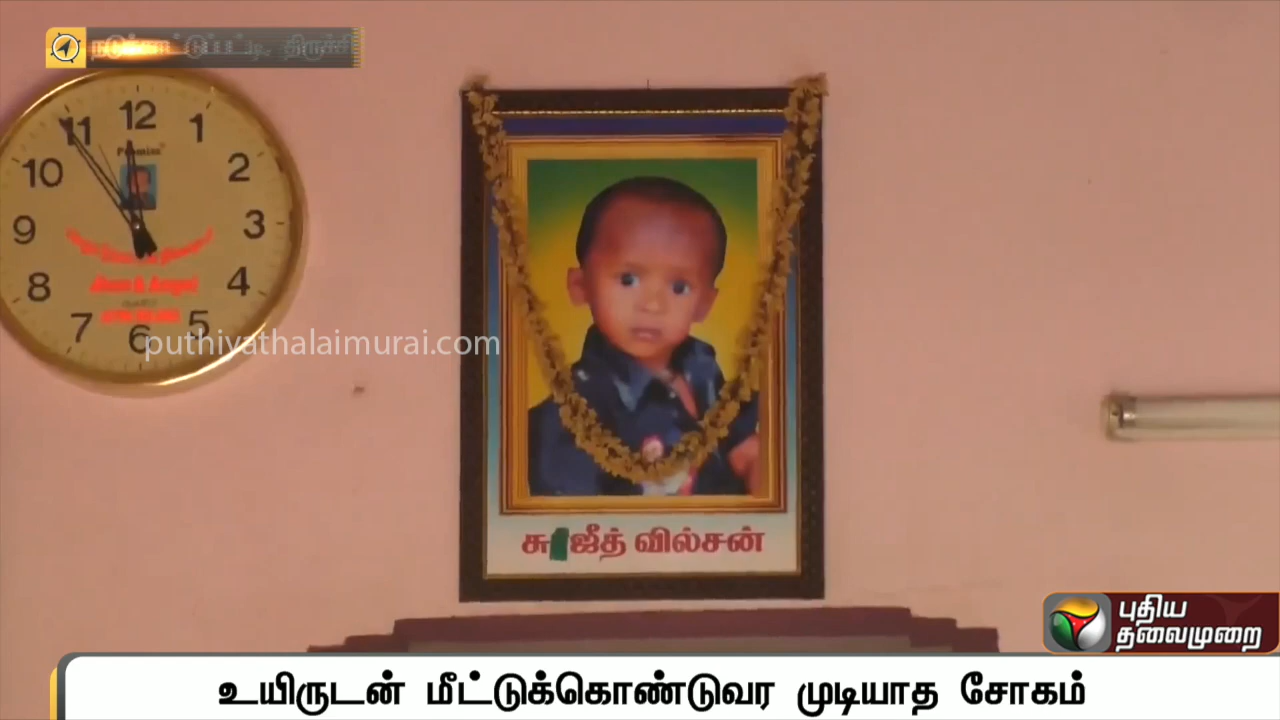 திருச்சி
12
11
1
10
2
9
3
8
4
7
6
5
puthiyathalaimurai.com
சு ஜீத் வில்சன்
புதிய
தலைமுறை
உயிருடன் மீட்டுக்கொண்டுவர முடியாத சோகம்